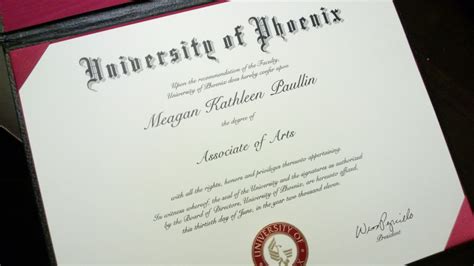 University of Phoenix
Upon the recommendation of the Faculty,
University of Phoenix does hereby confer upon
Meagan Kathleen Paullin
the degree of
Associate of Arts
with all the rights, honors and privileges thereunto appertaining.
In witness whereof, the seal of the University and the signatures as authorized
by the Board of Directors, University of Phoenix, are hereunto affixed,
this thirtieth day of June, in the year two thousand eleven.
President
UNIVERSITY OF